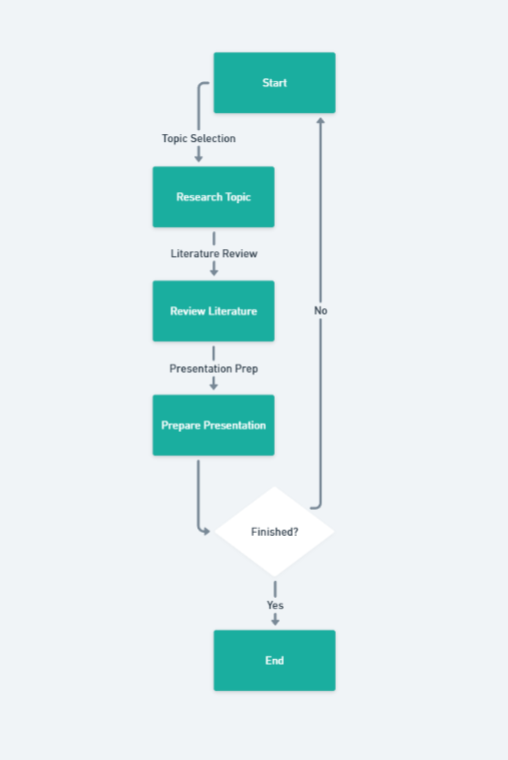 Start
Topic Selection
Research Topic
Literature Review
Review Literature
No
Presentation Prep
Prepare Presentation
Finished?
Yes
End